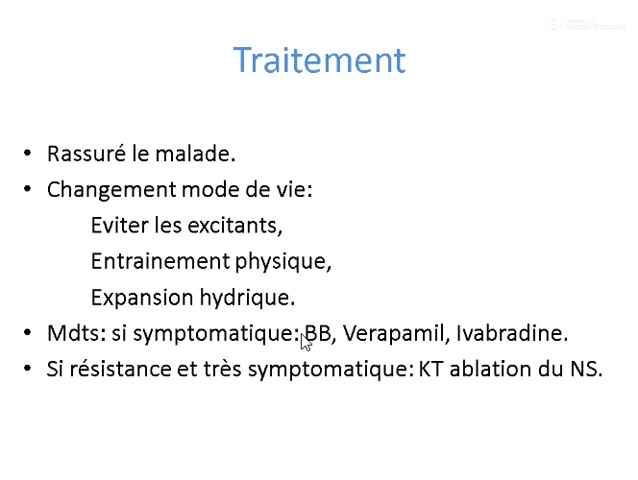 Traitement
• Rassuré le malade.
• Changement mode de vie:
Eviter les excitants,
Entrainement physique,
Expansion hydrique.
• Mdts: si symptomatique: BB, Verapamil, Ivabradine.
• Si résistance et très symptomatique: KT ablation du NS.